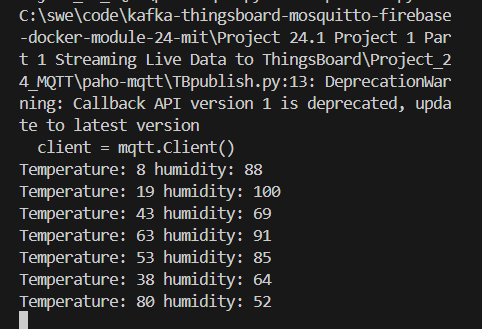 C:\swe\code\kafka-thingsboard-mosquitto-firebase
-docker-module-24-mit\Project 24.1 Project 1 Par
t 1 Streaming Live Data to ThingsBoard\Project_2
4_MQTT\paho-mqtt\TBpublish.py:13: DeprecationWar
ning: Callback API version 1 is deprecated, upda
te to latest version
  client = mqtt.Client()
Temperature: 8 humidity: 88
Temperature: 19 humidity: 100
Temperature: 43 humidity: 69
Temperature: 63 humidity: 91
Temperature: 53 humidity: 85
Temperature: 38 humidity: 64
Temperature: 80 humidity: 52